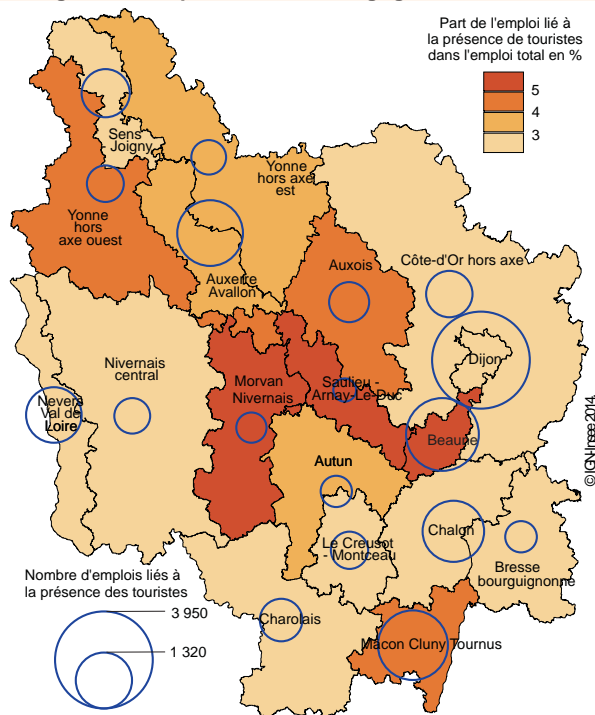 Part de l'emploi lié à
la présence de touristes
dans l'emploi total en %
5
4
3
Sens
Joigny
Yonne
hors axe
est
Yonne
hors
axe ouest
Auxerre
Avallon
Auxois
Côte-d'Or hors axe
Dijon
Nivernais
central
Morvan
Nivernais
Saulieu -
Arnay-Le-Duc
Nevers
Val de
Loire
Beaune
©IGN-Insee 2014
Autun
Le Creusot
- Montceau
Chalon
Bresse
bourguignonne
Charolais
Macon Cluny Tournus
Nombre d'emplois liés à
la présence des touristes
3 950
1 320